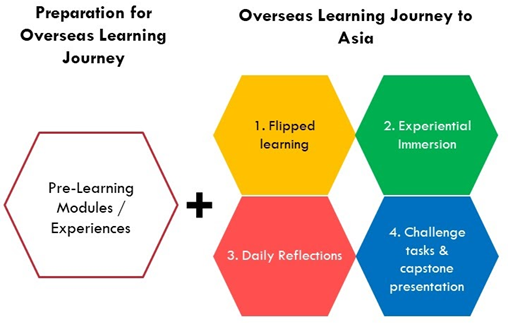 Preparation for
Overseas Learning
Journey
Pre-Learning
Modules /
Experiences
+
Overseas Learning Journey to
Asia
1. Flipped
learning
2. Experiential
Immersion
3. Daily Reflections
4. Challenge
tasks &
capstone
presentation